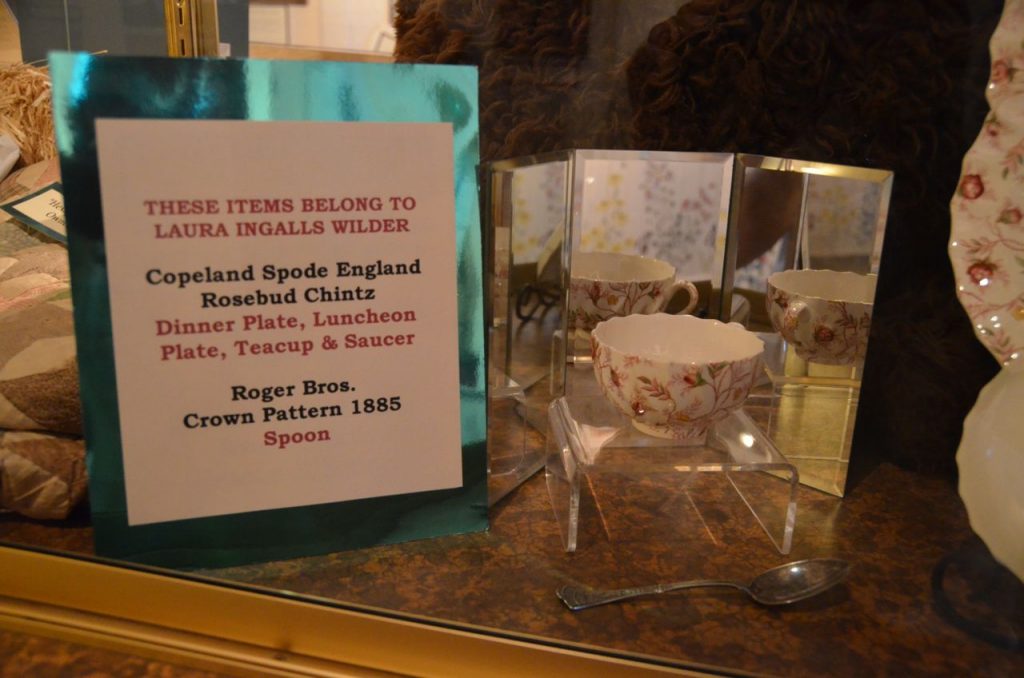 THESE ITEMS BELONG TO
LAURA INGALLS WILDER
Copeland Spode England
Rosebud Chintz
Dinner Plate, Luncheon
Plate, Teacup & Saucer
Roger Bros.
Crown Pattern 1885
Spoon